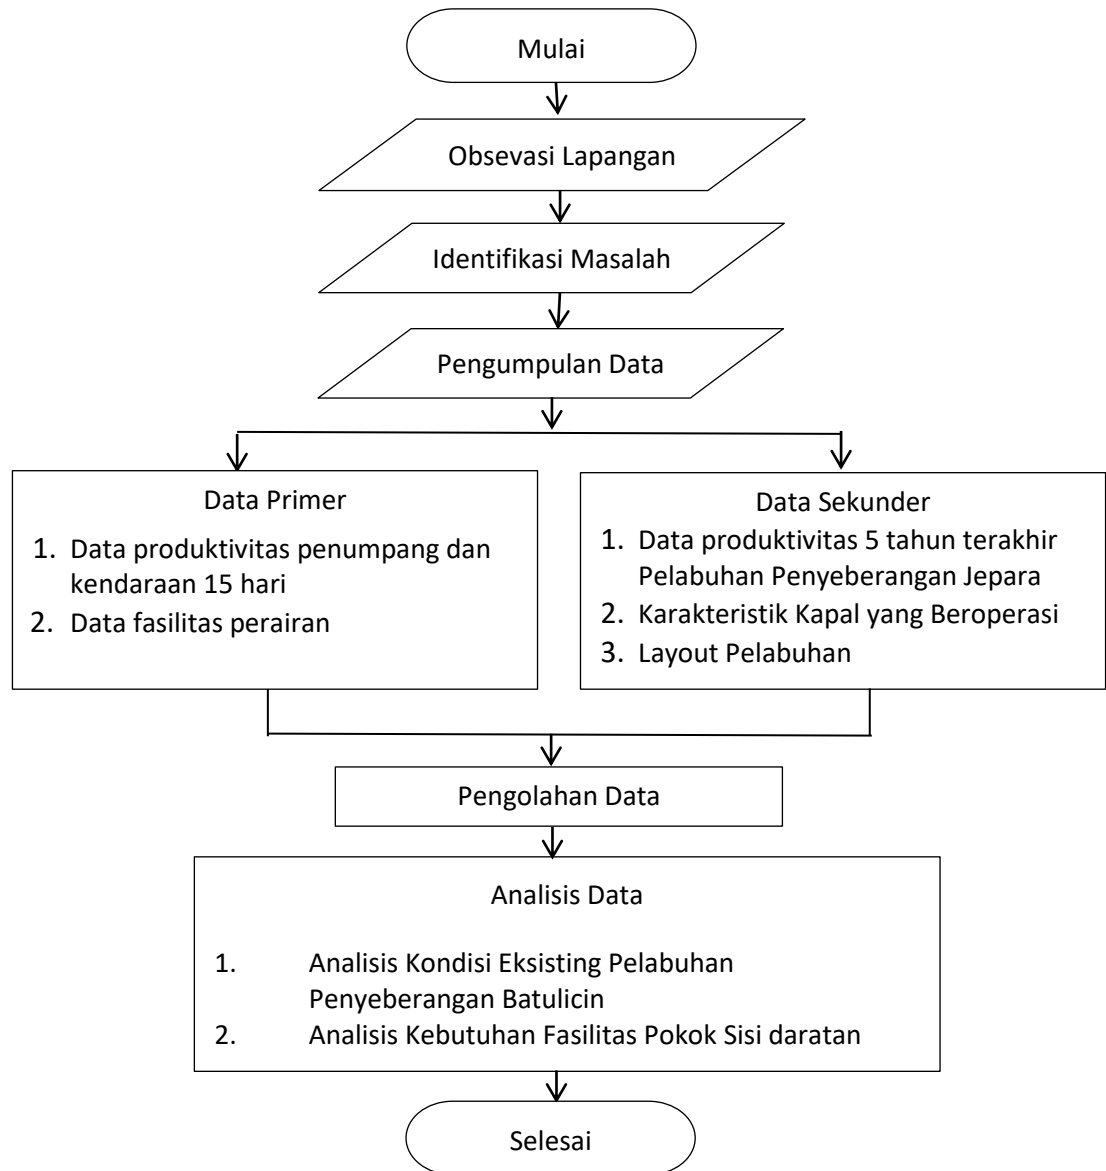 Mulai
Obsevasi Lapangan
Identifikasi Masalah
Pengumpulan Data
Data Primer
1. Data produktivitas penumpang dan
kendaraan 15 hari
2. Data fasilitas perairan
Data Sekunder
1. Data produktivitas 5 tahun terakhir
Pelabuhan Penyeberangan Jepara
2. Karakteristik Kapal yang Beroperasi
3. Layout Pelabuhan
Pengolahan Data
Analisis Data
1. Analisis Kondisi Eksisting Pelabuhan
Penyeberangan Batulicin
2. Analisis Kebutuhan Fasilitas Pokok Sisi daratan
Selesai